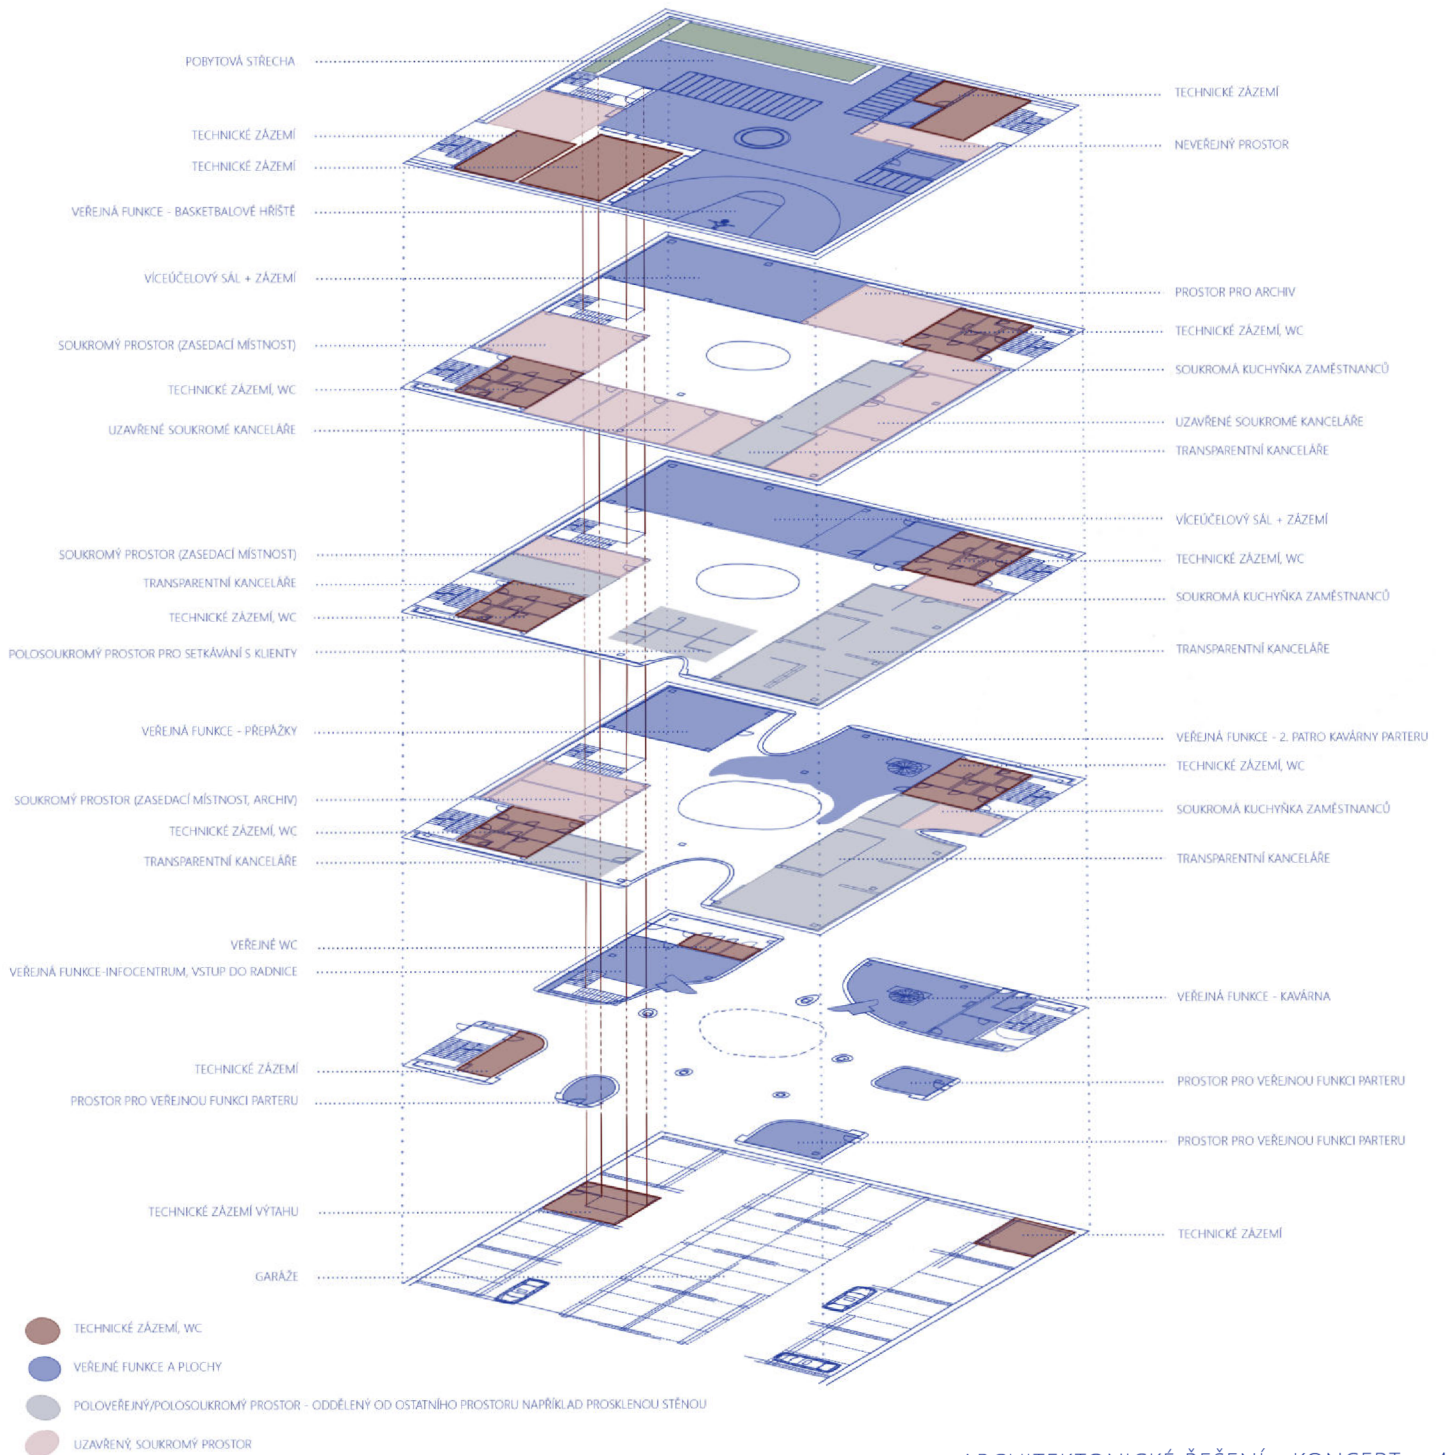 POBYTOVÁ STŘECHA
TECHNICKÉ ZÁZEMÍ
TECHNICKÉ ZÁZEMÍ
NEVEŘEJNÝ PROSTOR
TECHNICKÉ ZÁZEMÍ
VEŘEJNÁ FUNKCE - BASKETBALOVÉ HŘIŠTĚ
VÍCEÚČELOVÝ SÁL + ZÁZEMÍ
PROSTOR PRO ARCHIV
TECHNICKÉ ZÁZEMÍ, WC
SOUKROMÝ PROSTOR (ZASEDACÍ MÍSTNOST)
SOUKROMÁ KUCHYŇKA ZAMĚSTNANCŮ
TECHNICKÉ ZÁZEMÍ, WC
UZAVŘENÉ SOUKROMÉ KANCELÁŘE
UZAVŘENÉ SOUKROMÉ KANCELÁŘE
TRANSPARENTNÍ KANCELÁŘE
VÍCEÚČELOVÝ SÁL + ZÁZEMÍ
SOUKROMÝ PROSTOR (ZASEDACÍ MÍSTNOST)
TECHNICKÉ ZÁZEMÍ, WC
TRANSPARENTNÍ KANCELÁŘE
SOUKROMÁ KUCHYŇKA ZAMĚSTNANCŮ
TECHNICKÉ ZÁZEMÍ, WC
POLOSOUKROMÝ PROSTOR PRO SETKÁVÁNÍ S KLIENTY
TRANSPARENTNÍ KANCELÁŘE
VEŘEJNÁ FUNKCE - PŘEPÁŽKY
VEŘEJNÁ FUNKCE - 2. PATRO KAVÁRNY PARTERU
TECHNICKÉ ZÁZEMÍ, WC
SOUKROMÝ PROSTOR (ZASEDACÍ MÍSTNOST, ARCHIV)
SOUKROMÁ KUCHYŇKA ZAMĚSTNANCŮ
TECHNICKÉ ZÁZEMÍ, WC
TRANSPARENTNÍ KANCELÁŘE
TRANSPARENTNÍ KANCELÁŘE
VEŘEJNÉ WC
VEŘEJNÁ FUNKCE-INFOCENTRUM, VSTUP DO RADNICE
VEŘEJNÁ FUNKCE - KAVÁRNA
TECHNICKÉ ZÁZEMÍ
PROSTOR PRO VEŘEJNOU FUNKCI PARTERU
PROSTOR PRO VEŘEJNOU FUNKCI PARTERU
PROSTOR PRO VEŘEJNOU FUNKCI PARTERU
TECHNICKÉ ZÁZEMÍ VÝTAHU
TECHNICKÉ ZÁZEMÍ
GARÁŽE
TECHNICKÉ ZÁZEMÍ, WC
VEŘEJNÉ FUNKCE A PLOCHY
POLOVEŘEJNÝ/POLOSOUKROMÝ PROSTOR - ODDĚLENÝ OD OSTATNÍHO PROSTORU NAPŘÍKLAD PROSKLENOU STĚNOU
UZAVŘENÝ, SOUKROMÝ PROSTOR